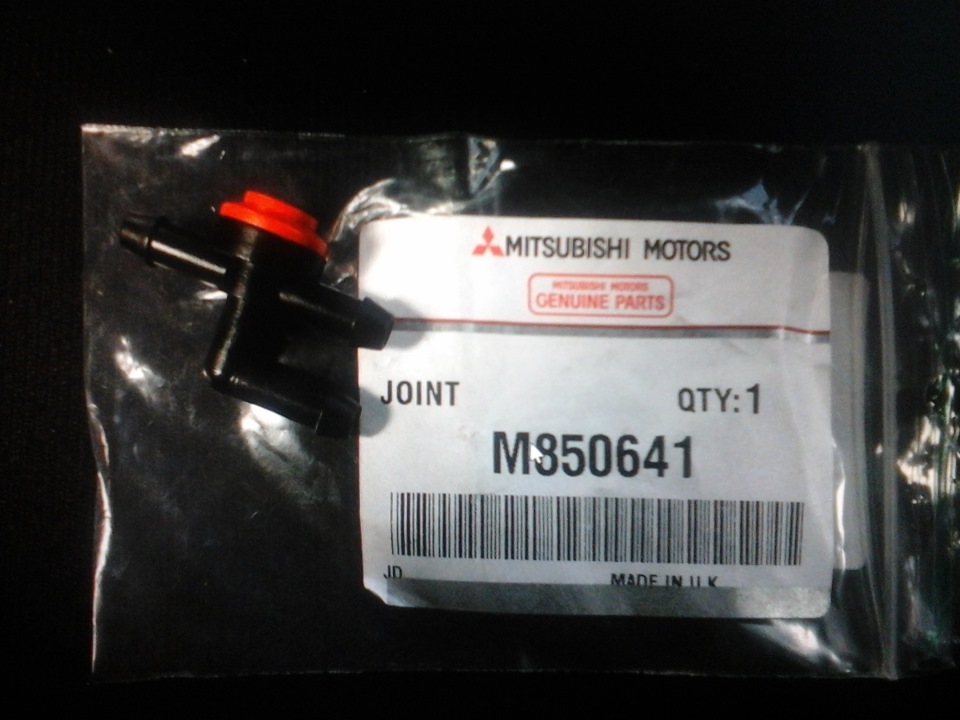 MITSUBISHI MOTORS
MITSUBISHI MOTORS
GENUINE PARTS
JOINT QTY:1
M850641
JD MADE IN U.K